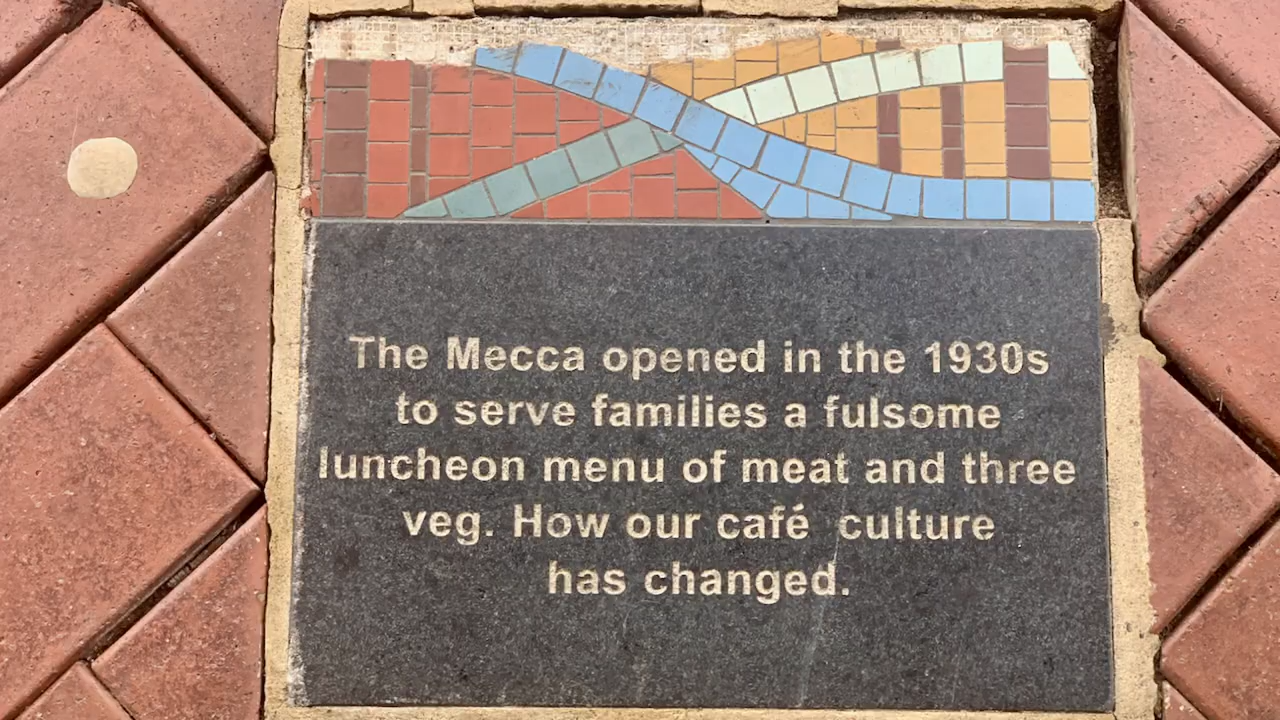 The Mecca opened in the 1930s
to serve families a fulsome
luncheon menu of meat and three
veg. How our café culture
has changed.